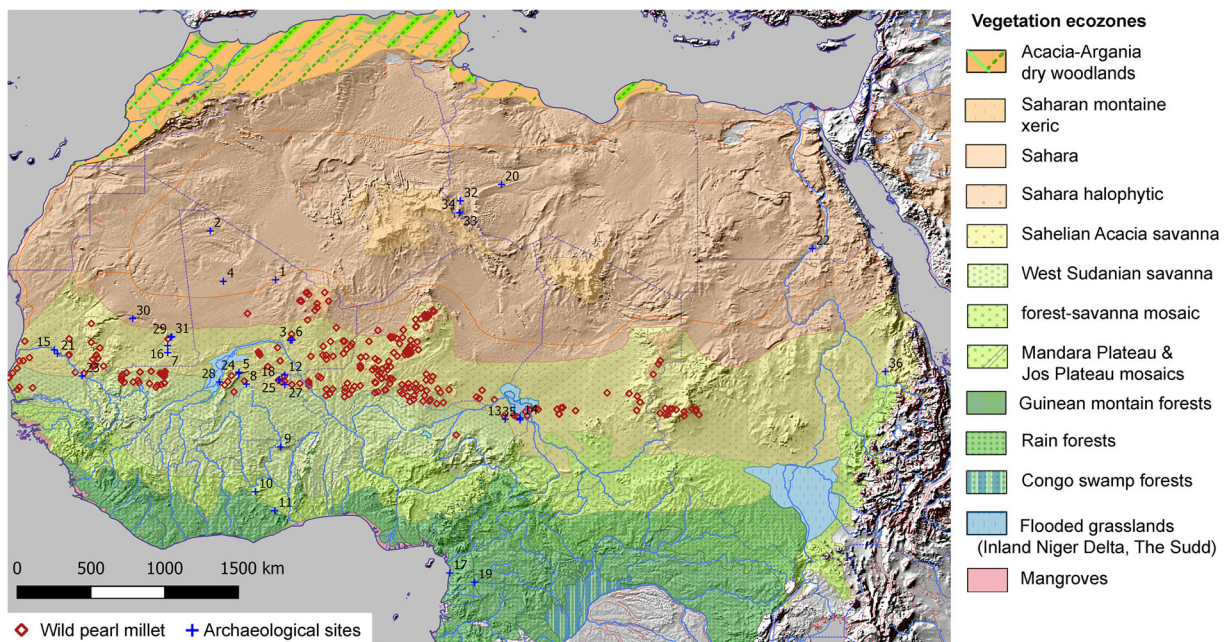 Vegetation ecozones
Acacia-Argania
dry woodlands
Saharan montaine
xeric
Sahara
Sahara halophytic
Sahelian Acacia savanna
West Sudanian savanna
forest-savanna mosaic
Mandara Plateau &
Jos Plateau mosaics
Guinean montain forests
Rain forests
Congo swamp forests
Flooded grasslands
(Inland Niger Delta, The Sudd)
Mangroves
20
32
34
33
2
22
4
1
30
29
31
3
6
15
21
16
7
23
24
5
18
12
28
8
25
27
36
13
35
14
9
10
11
17
19
0 500 1000 1500 km
Wild pearl millet
Archaeological sites